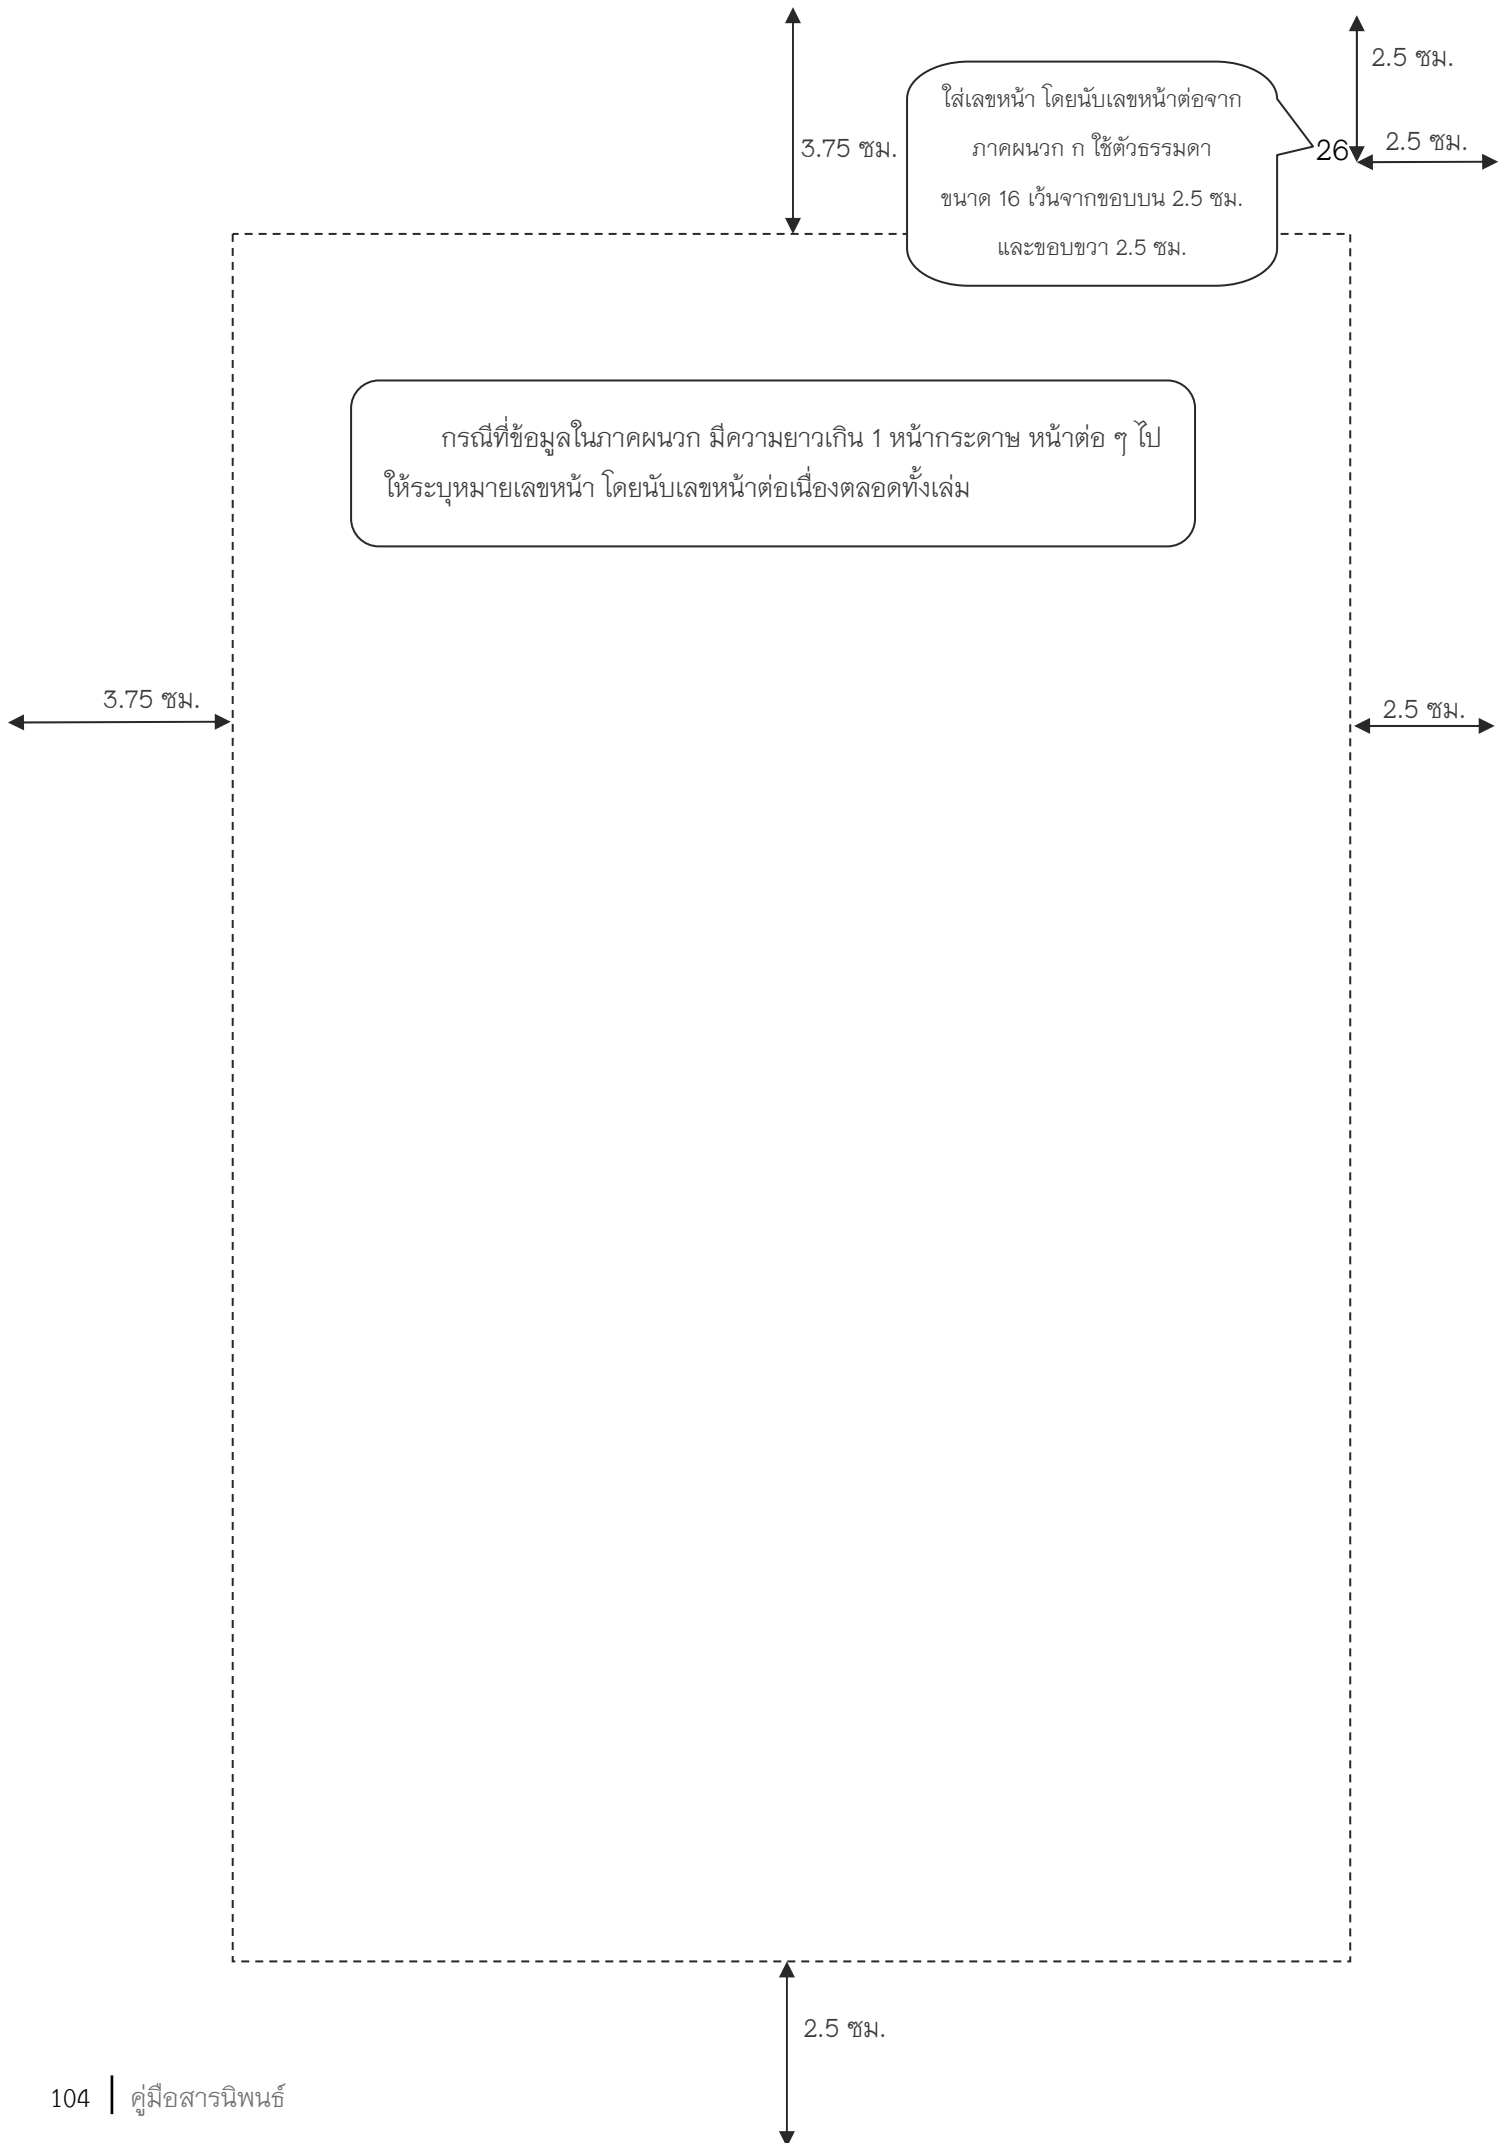 2.5 ซม.
ใส่เลขหน้า โดยนับเลขหน้าต่อจาก
ภาคผนวก ก ใช้ตัวธรรมดา
ขนาด 16 เว้นจากขอบบน 2.5 ซม.
และขอบขวา 2.5 ซม.
3.75 ซม.
26
2.5 ซม.
กรณีที่ข้อมูลในภาคผนวก มีความยาวเกิน 1 หน้ากระดาษ หน้าต่อ ๆ ไป
ให้ระบุหมายเลขหน้า โดยนับเลขหน้าต่อเนื่องตลอดทั้งเล่ม
3.75 ซม.
2.5 ซม.
2.5 ซม.
104 | คู่มือสารนิพนธ์